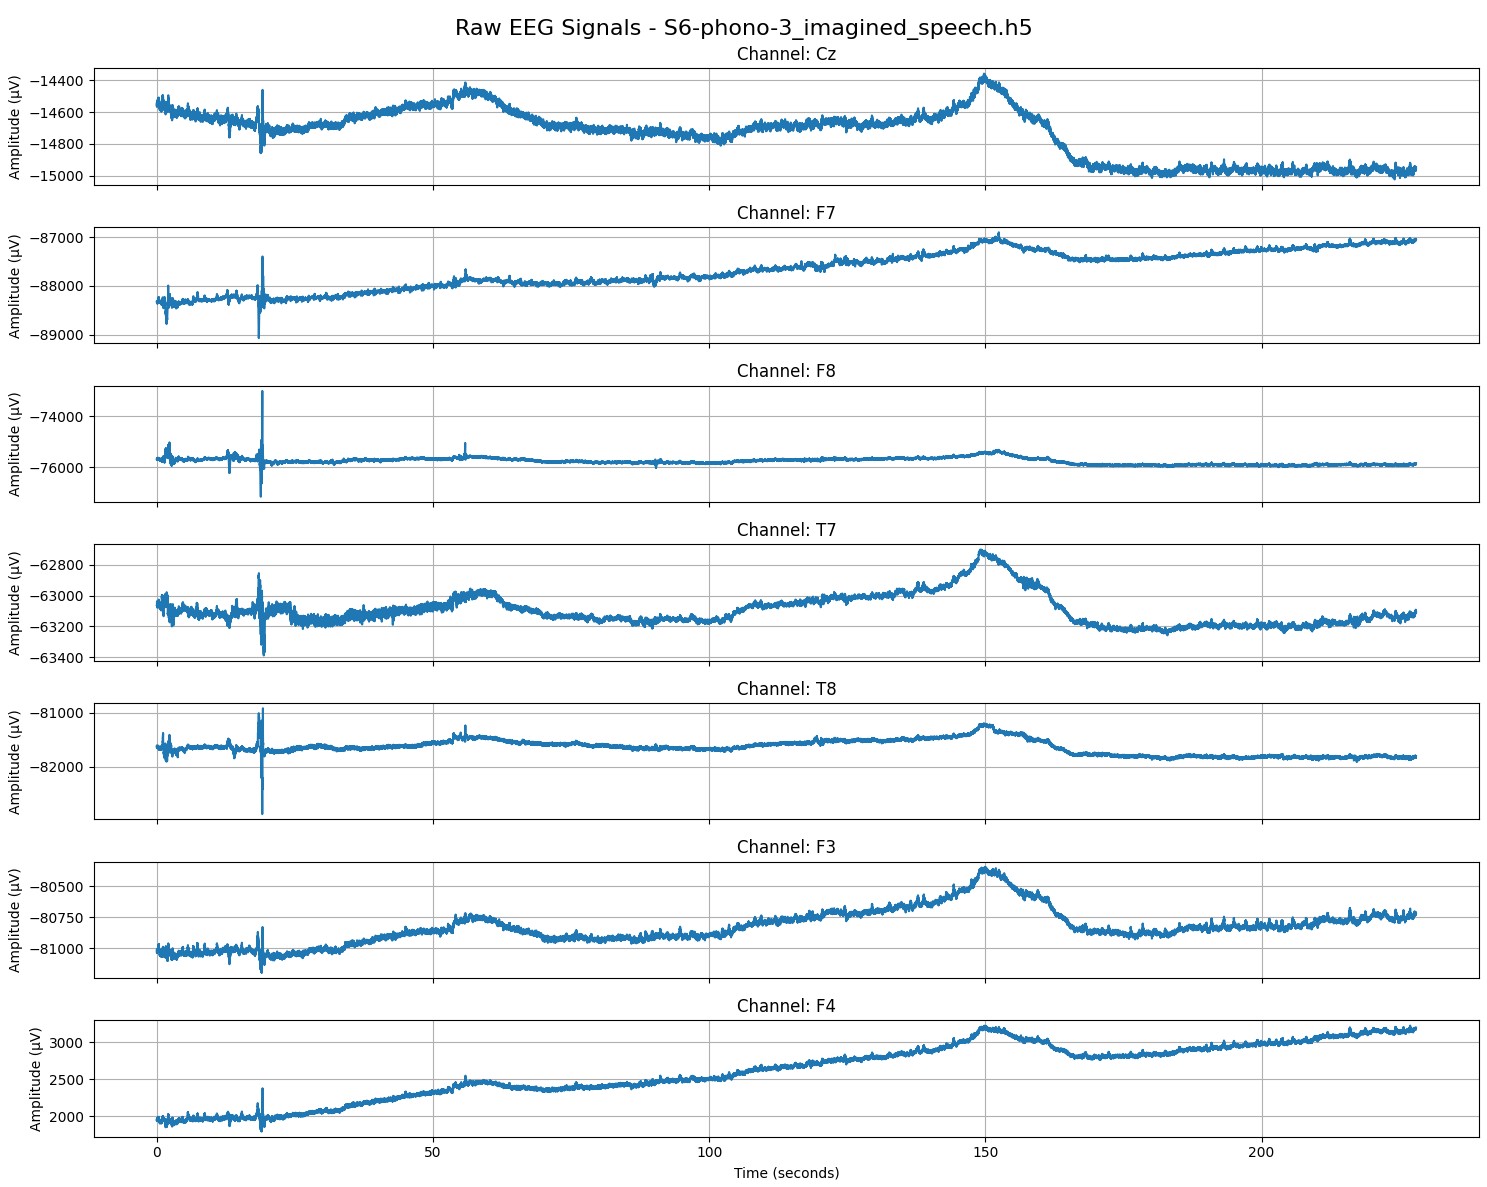 Raw EEG Signals - S6-phono-3_imagined_speech.h5
Channel: Cz
Amplitude (µV)
−14400
−14600
−14800
−15000
Channel: F7
Amplitude (µV)
−87000
−88000
−89000
Channel: F8
Amplitude (µV)
−74000
−76000
Channel: T7
Amplitude (µV)
−62800
−63000
−63200
−63400
Channel: T8
Amplitude (µV)
−81000
−82000
Channel: F3
Amplitude (µV)
−80500
−80750
−81000
Channel: F4
Amplitude (µV)
3000
2500
2000
0 50 100 150 200
Time (seconds)